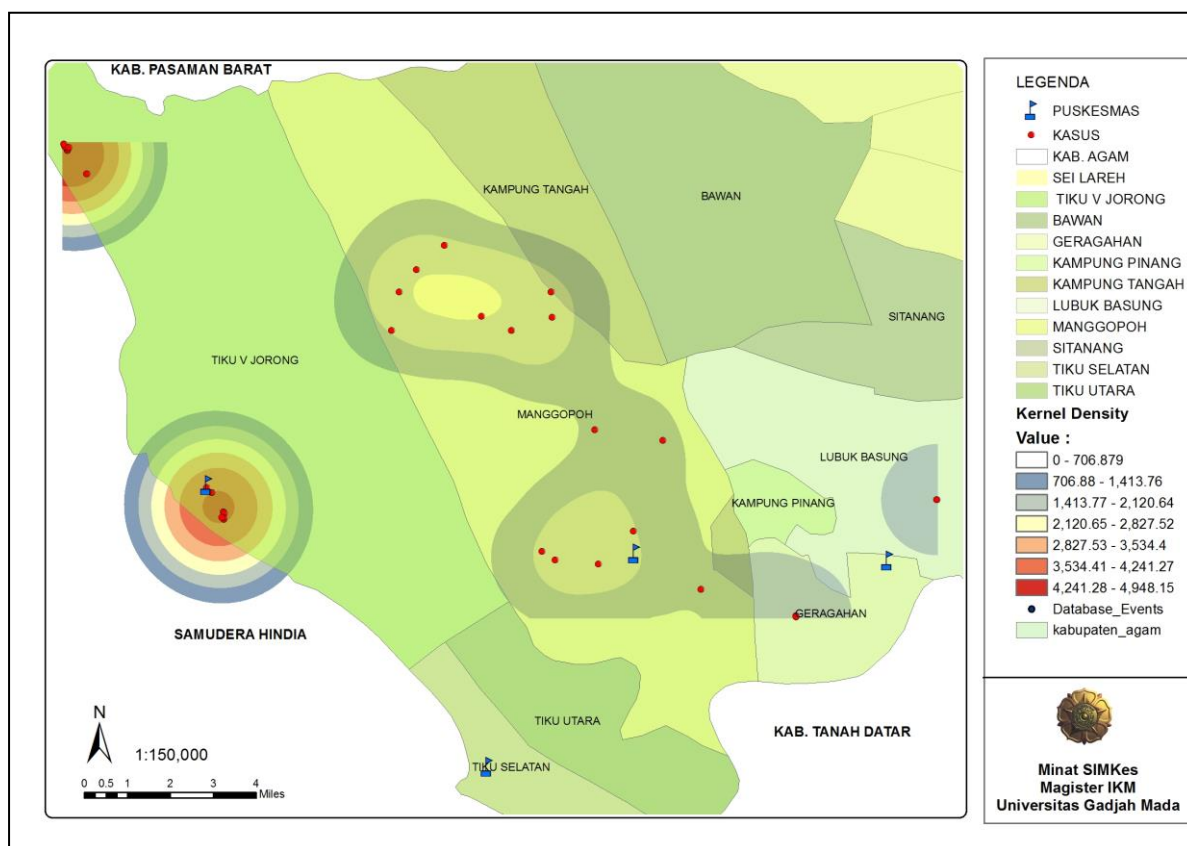 KAB. PASAMAN BARAT
KAMPUNG TANGAH
BAWAN
SITANANG
TIKU V JORONG
MANGGOPOH
LUBUK BASUNG
KAMPUNG PINANG
GERAGAHAN
SAMUDERA HINDIA
TIKU UTARA
KAB. TANAH DATAR
TIKU SELATAN
N
1:150,000
0 0.5 1 2 3 4
Miles
LEGENDA
PUSKESMAS
KASUS
KAB. AGAM
SEI LAREH
TIKU V JORONG
BAWAN
GERAGAHAN
KAMPUNG PINANG
KAMPUNG TANGAH
LUBUK BASUNG
MANGGOPOH
SITANANG
TIKU SELATAN
TIKU UTARA
Kernel Density
Value :
0 - 706.879
706.88 - 1,413.76
1,413.77 - 2,120.64
2,120.65 - 2,827.52
2,827.53 - 3,534.4
3,534.41 - 4,241.27
4,241.28 - 4,948.15
Database_Events
kabupaten_agam
Minat SIMKes
Magister IKM
Universitas Gadjah Mada